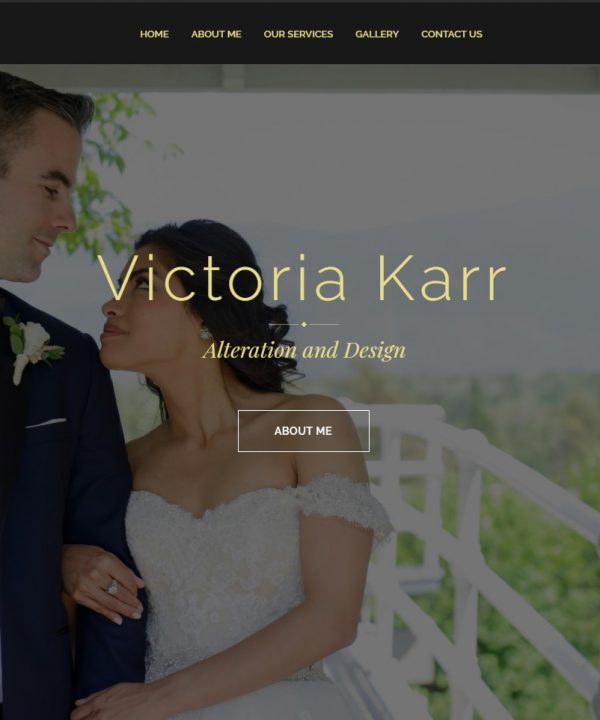 HOME ABOUT ME OUR SERVICES GALLERY CONTACT US
Victoria Karr
Alteration and Design
ABOUT ME